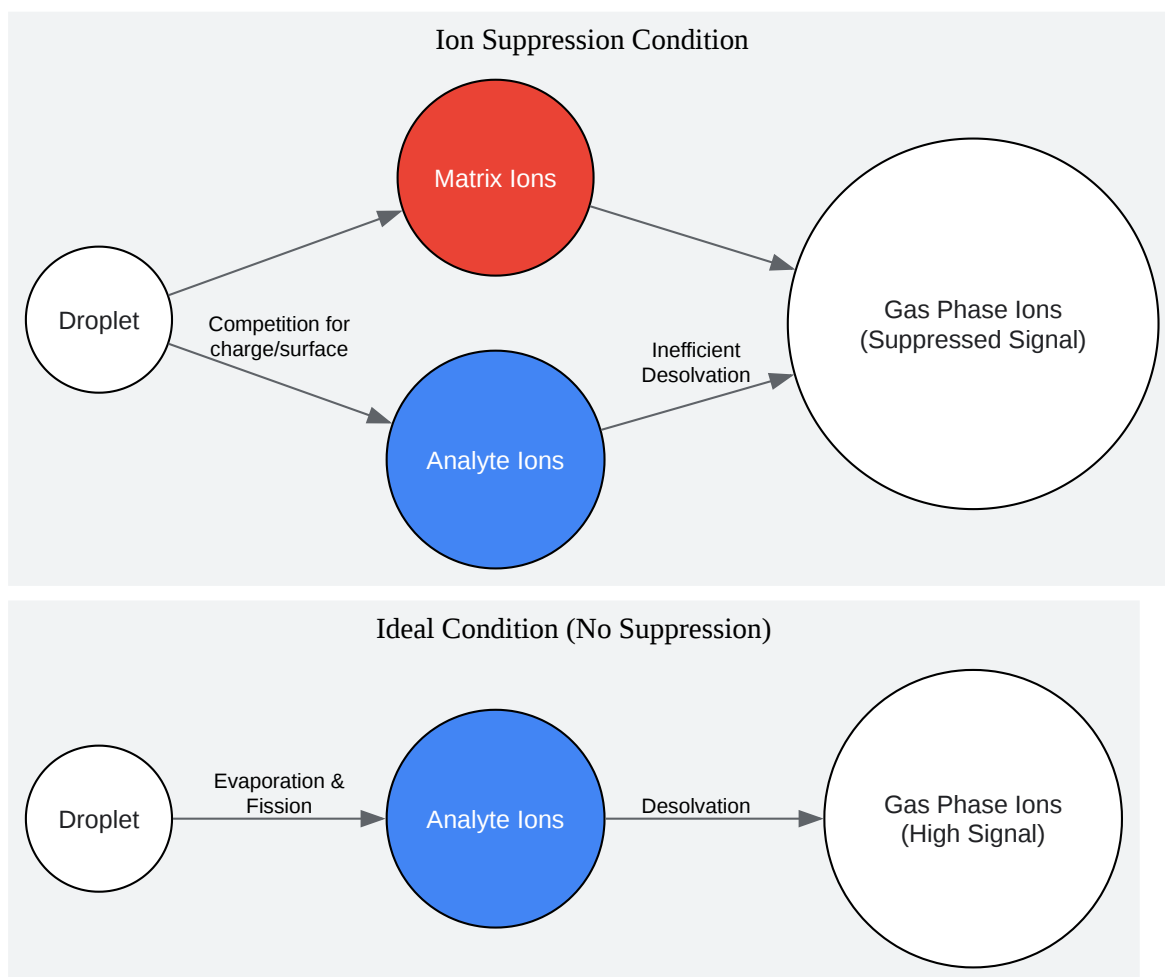 Ion Suppression Condition
Matrix Ions
Droplet
Competition for
charge/surface
Analyte Ions
Inefficient
Desolvation
Gas Phase Ions
(Suppressed Signal)
Ideal Condition (No Suppression)
Droplet
Evaporation &
Fission
Analyte Ions
Desolvation
Gas Phase Ions
(High Signal)